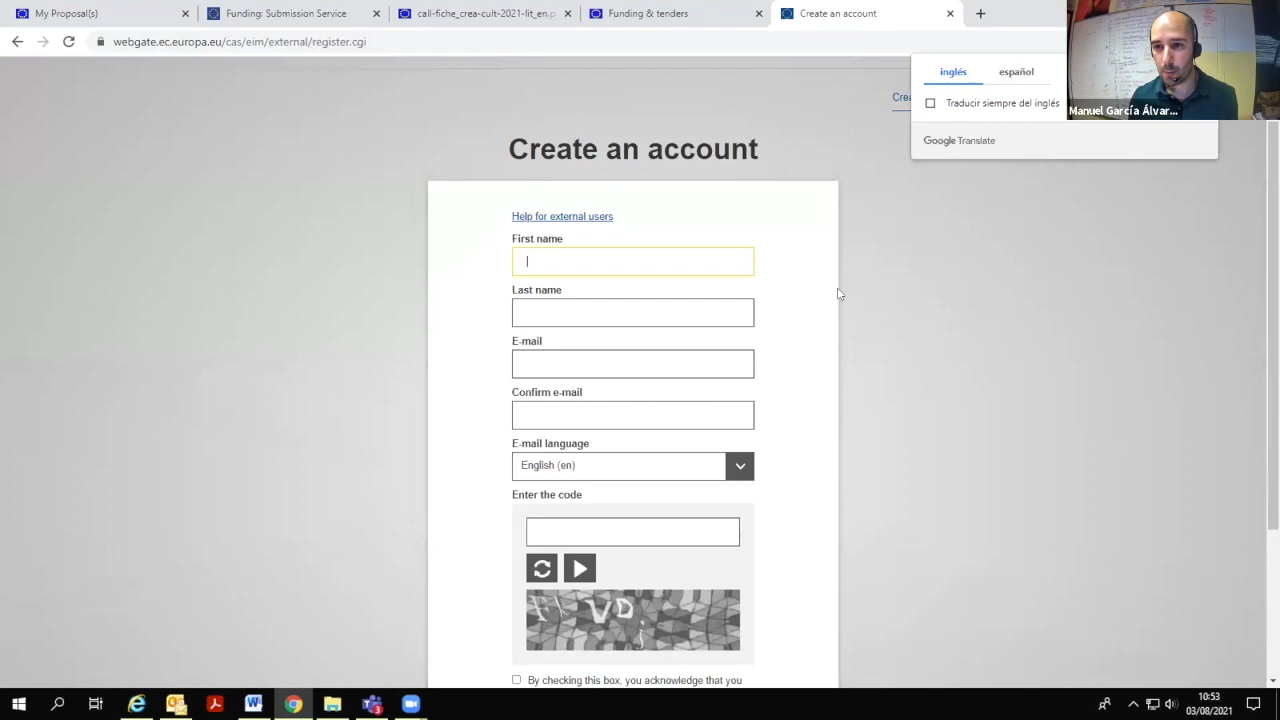 My Proposal(s)
Funding Submission Service
call-fiche_crea-cult-2021-lit_en.p
Funding & tenders
Create an account
webgate.ec.europa.eu/cas/eim/external/register.cgi
inglés español
Traducir siempre del inglés
Google Translate
Manuel García Álvar...
Crea
Create an account
Help for external users
First name
Last name
E-mail
Confirm e-mail
E-mail language
English (en)
Enter the code
By checking this box, you acknowledge that you
10:53
03/08/2021